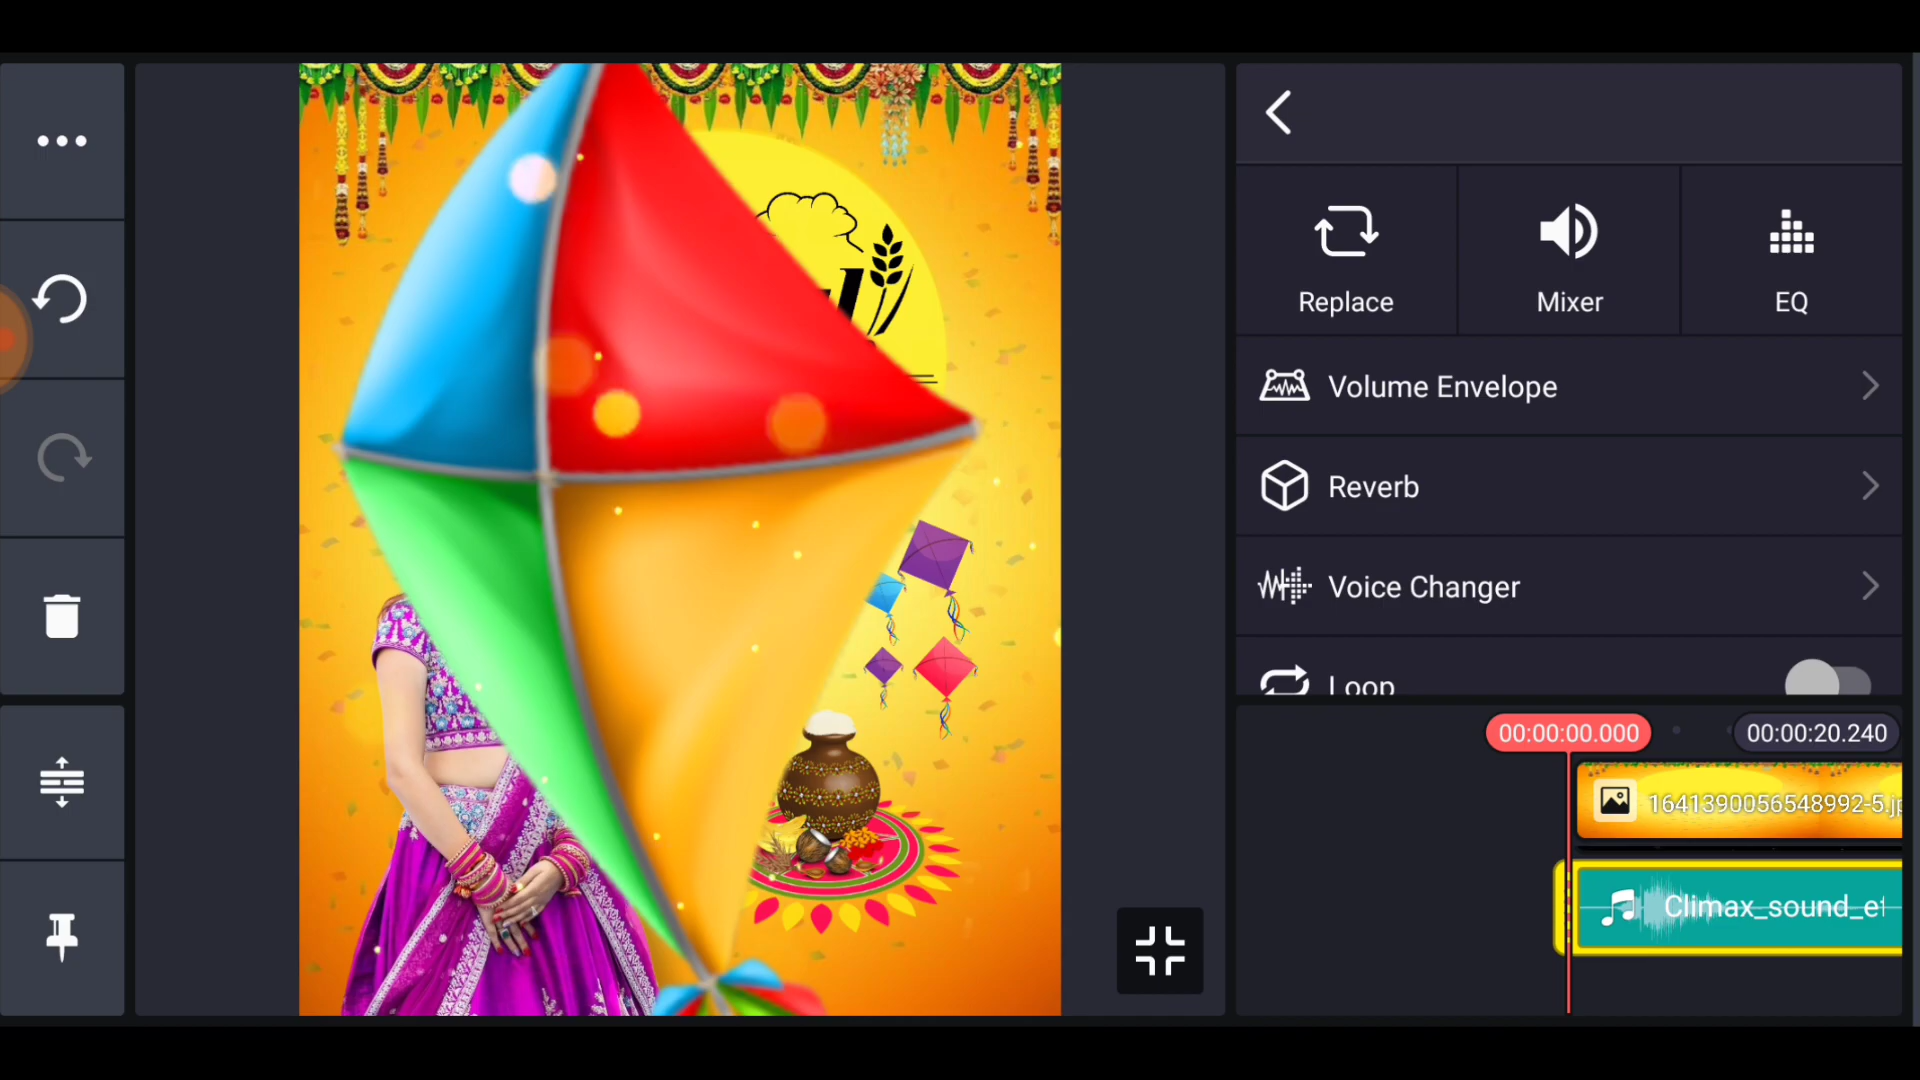 Replace
Mixer
EQ
Volume Envelope
Reverb
Voice Changer
Loop
00:00:00.000
00:00:20.240
1641390056548992-5.jp
Climax_sound_ef